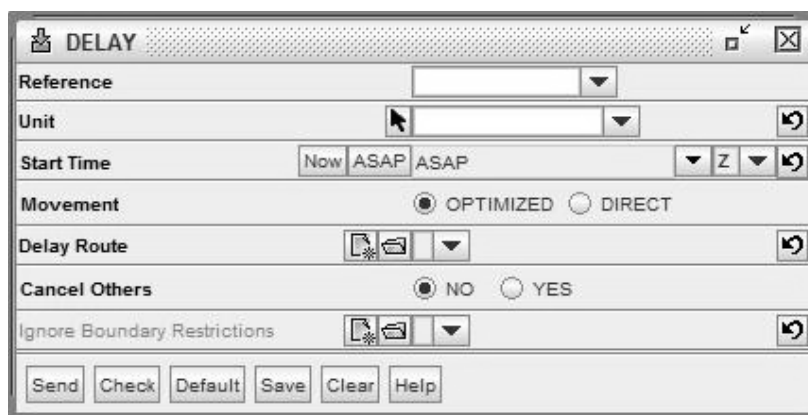 DELAY
Reference
Unit
Start Time Now ASAP ASAP Z
Movement OPTIMIZED DIRECT
Delay Route
Cancel Others NO YES
Ignore Boundary Restrictions
Send Check Default Save Clear Help